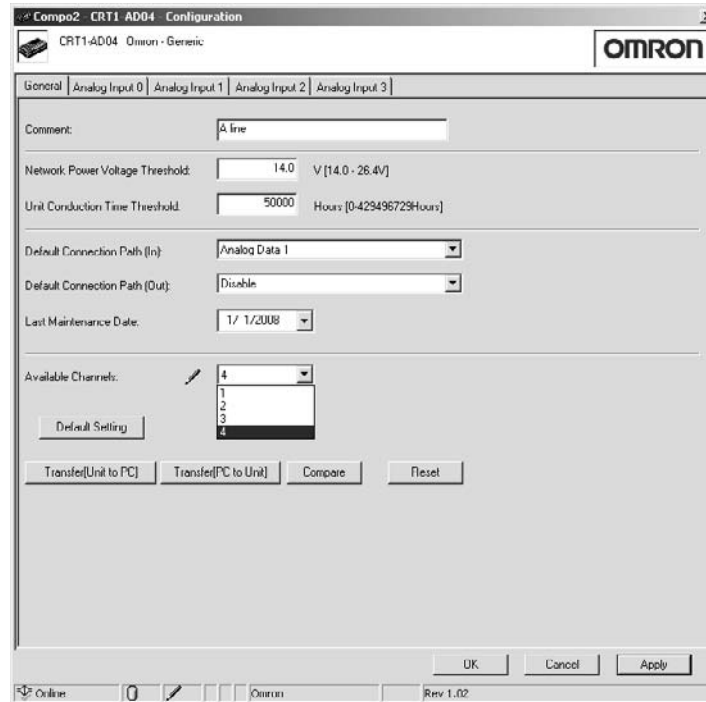 Compo2 - CRT1-AD04 - Configuration
CRT1-AD04 Omron - Generic
OMRON
General Analog Input 0 Analog Input 1 Analog Input 2 Analog Input 3
Comment: A line
Network Power Voltage Threshold: 14.0 V [14.0 - 26.4V]
Unit Conduction Time Threshold: 50000 Hours [0-429496729Hours]
Default Connection Path (In): Analog Data 1
Default Connection Path (Out): Disable
Last Maintenance Date: 1/ 1/2008
Available Channels: 4
1
2
3
4
Default Setting
Transfer[Unit to PC] Transfer[PC to Unit] Compare Reset
OK Cancel Apply
Online Omron Rev 1.02